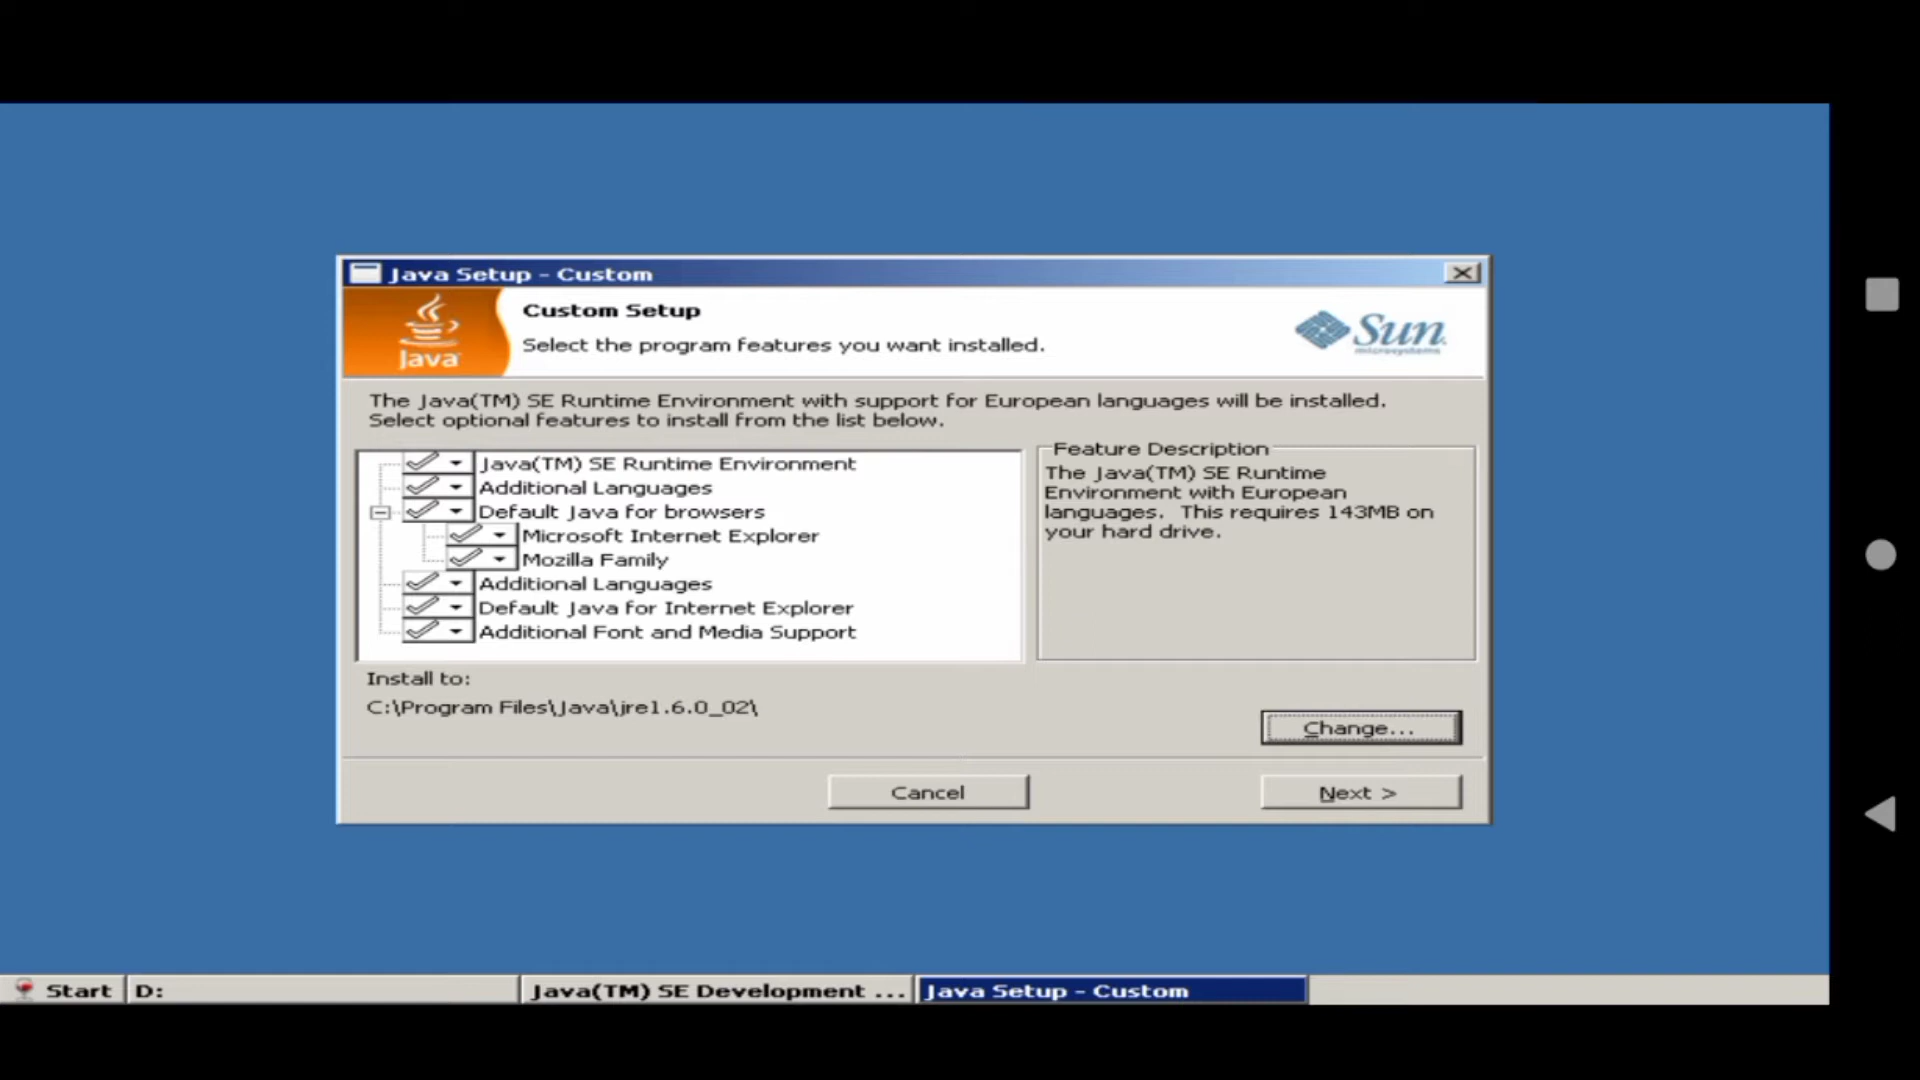 Java Setup - Custom
Java
Custom Setup
Select the program features you want installed.
Sun
microsystems
The Java(TM) SE Runtime Environment with support for European languages will be installed.
Select optional features to install from the list below.
Java(TM) SE Runtime Environment
Additional Languages
Default Java for browsers
Microsoft Internet Explorer
Mozilla Family
Additional Languages
Default Java for Internet Explorer
Additional Font and Media Support
Feature Description
The Java(TM) SE Runtime
Environment with European
languages. This requires 143MB on
your hard drive.
Install to:
C:\Program Files\Java\jre1.6.0_02\
Change...
Cancel
Next >
Start
D:
Java(TM) SE Development ...
Java Setup - Custom